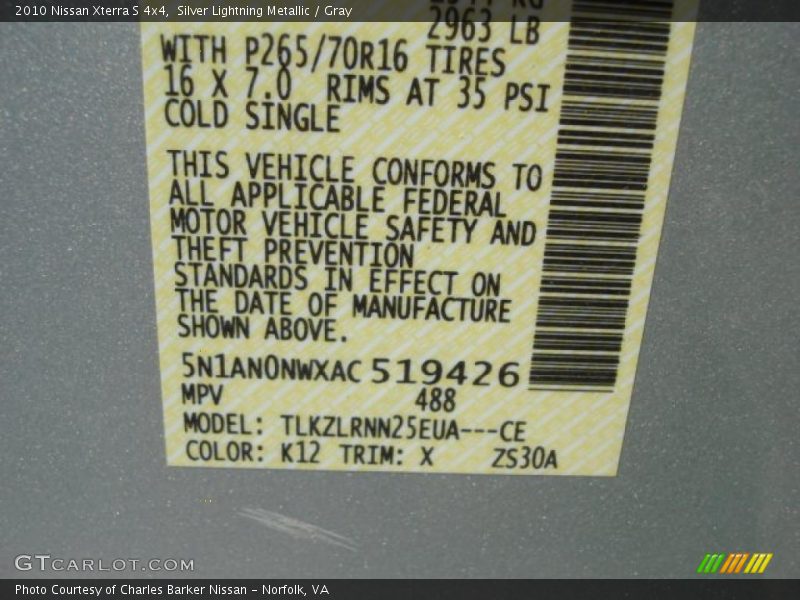 2010 Nissan Xterra S 4x4,  Silver Lightning Metallic / Gray
2963 LB
WITH P265/70R16 TIRES
16 X 7.0 RIMS AT 35 PSI
COLD SINGLE
THIS VEHICLE CONFORMS TO
ALL APPLICABLE FEDERAL
MOTOR VEHICLE SAFETY AND
THEFT PREVENTION
STANDARDS IN EFFECT ON
THE DATE OF MANUFACTURE
SHOWN ABOVE.
5N1AN0NWXAC 519426
MPV 488
MODEL: TLKZLRNN25EUA---CE
COLOR: K12 TRIM: X ZS30A
GTCARLOT.COM
Photo Courtesy of Charles Barker Nissan - Norfolk, VA